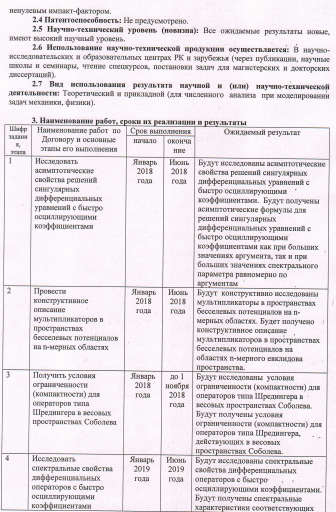 ненулевым импакт-фактором.
2.4 Патентоспособность: Не предусмотрено.
2.5 Научно-технический уровень (новизна): Все ожидаемые результаты новые,
имеют высокий научный уровень.
2.6 Использование научно-технической продукции осуществляется: В научно-
исследовательских и образовательных центрах РК и зарубежья (через публикации, научные
школы и семинары, чтение спецкурсов, постановки задач для магистерских и докторских
диссертаций).
2.7 Вид использования результата научной и (или) научно-технической
деятельности: Теоретический и прикладной (для численного анализа при моделировании
задач механики, физики).
3. Наименование работ, сроки их реализации и результаты
Шифр задани я, этапа
Наименование работ по Договору и основные этапы его выполнения
Срок выполнения
начало
оконча ние
Ожидаемый результат
1
Исследовать
асимптотические
свойства решений
сингулярных
дифференциальных
уравнений с быстро
осциллирующими
коэффициентами
Январь
2018
года
Июнь
2018
года
Будут исследованы асимптотические
свойства решений сингулярных
дифференциальных уравнений с
быстро осциллирующими
коэффициентами. Будут получены
асимптотические формулы для
решений сингулярных
дифференциальных уравнений с
быстро осциллирующими
коэффициентами как при больших
значениях аргумента, так и при
больших значениях спектрального
параметра равномерно по
аргументам
2
Провести
конструктивное
описание
мультипликаторов в
пространствах
бесселевых потенциалов
на n-мерных областях
Январь
2018
года
Июнь
2018
года
Будут конструктивно исследованы
мультипликаторы в пространствах
бесселевых потенциалов на n-
мерных областях. Будет получено
конструктивное описание
мультипликаторов в пространствах
бесселевых потенциалов на
областях n-мерного евклидова
пространства.
3
Получить условия
ограниченности
(компактности) для
операторов типа
Шредингера в весовых
пространствах Соболева
Январь
2018
года
до 1
ноября
2018
года
Будут исследованы условия
ограниченности (компактности) для
операторов типа Шредингера в
весовых пространствах Соболева.
Будут получены условия
ограниченности (компактности) для
операторов типа Шредингера,
действующих в весовых
пространствах Соболева.
4
Исследовать
спектральные свойства
дифференциальных
операторов с быстро
осциллирующими
коэффициентами
Январь
2019
года
Июнь
2019
года
Будут исследованы спектральные
свойства дифференциальных
операторов с быстро
осциллирующими коэффициентами.
Будут получены спектральные
характеристики соответствующих